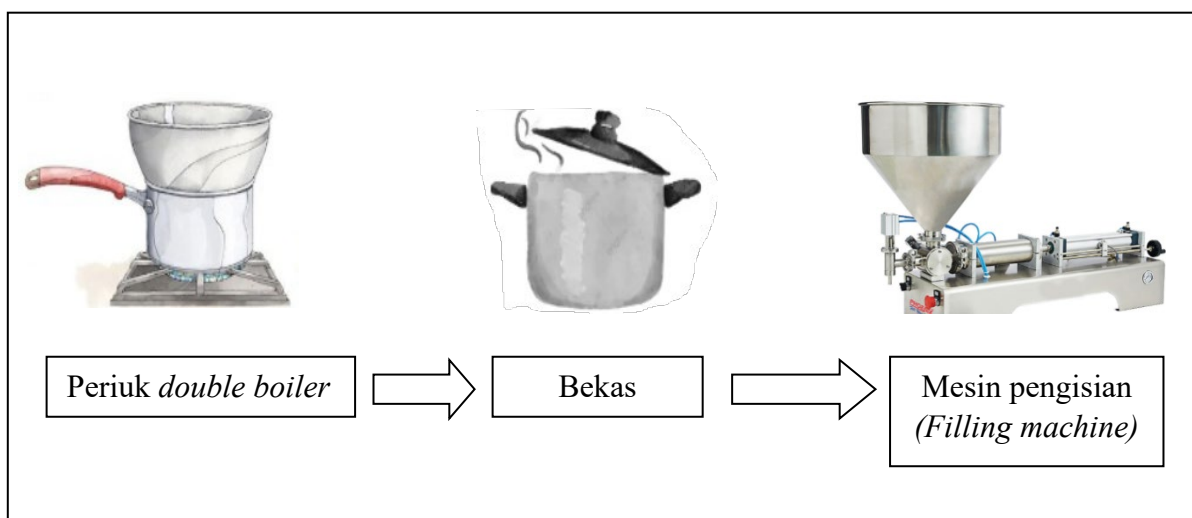 Periuk double boiler
Bekas
Mesin pengisian
(Filling machine)